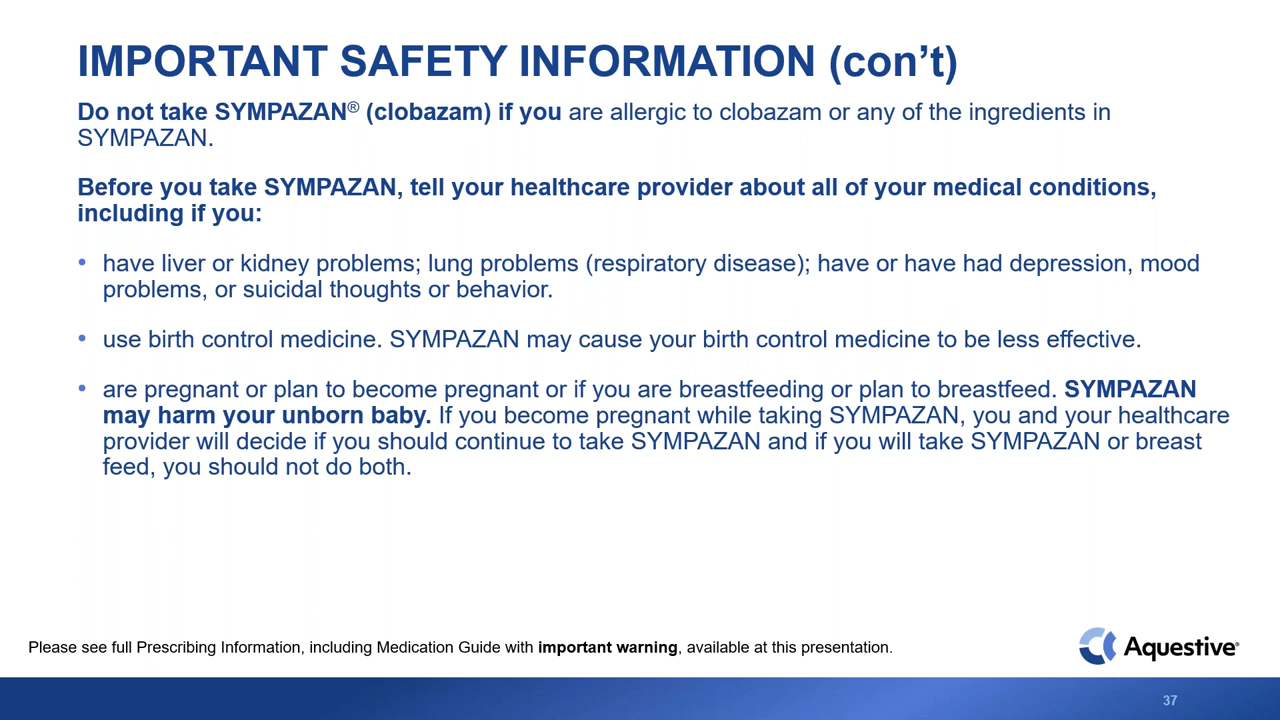 IMPORTANT SAFETY INFORMATION (con’t)
Do not take SYMPAZAN® (clobazam) if you are allergic to clobazam or any of the ingredients in
SYMPAZAN.
Before you take SYMPAZAN, tell your healthcare provider about all of your medical conditions,
including if you:
• have liver or kidney problems; lung problems (respiratory disease); have or have had depression, mood
problems, or suicidal thoughts or behavior.
• use birth control medicine. SYMPAZAN may cause your birth control medicine to be less effective.
• are pregnant or plan to become pregnant or if you are breastfeeding or plan to breastfeed. SYMPAZAN
may harm your unborn baby. If you become pregnant while taking SYMPAZAN, you and your healthcare
provider will decide if you should continue to take SYMPAZAN and if you will take SYMPAZAN or breast
feed, you should not do both.
Please see full Prescribing Information, including Medication Guide with important warning, available at this presentation.
Aquestive®
37